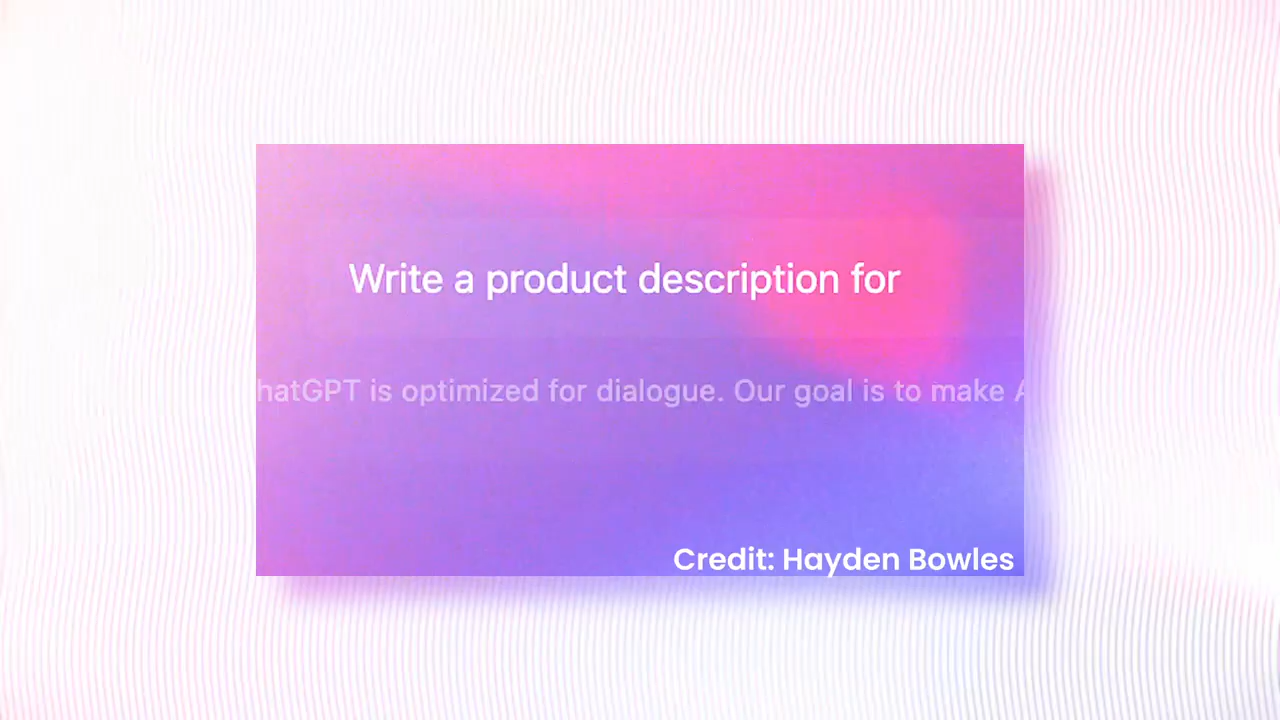 Write a product description for
hatGPT is optimized for dialogue. Our goal is to make A
Credit: Hayden Bowles